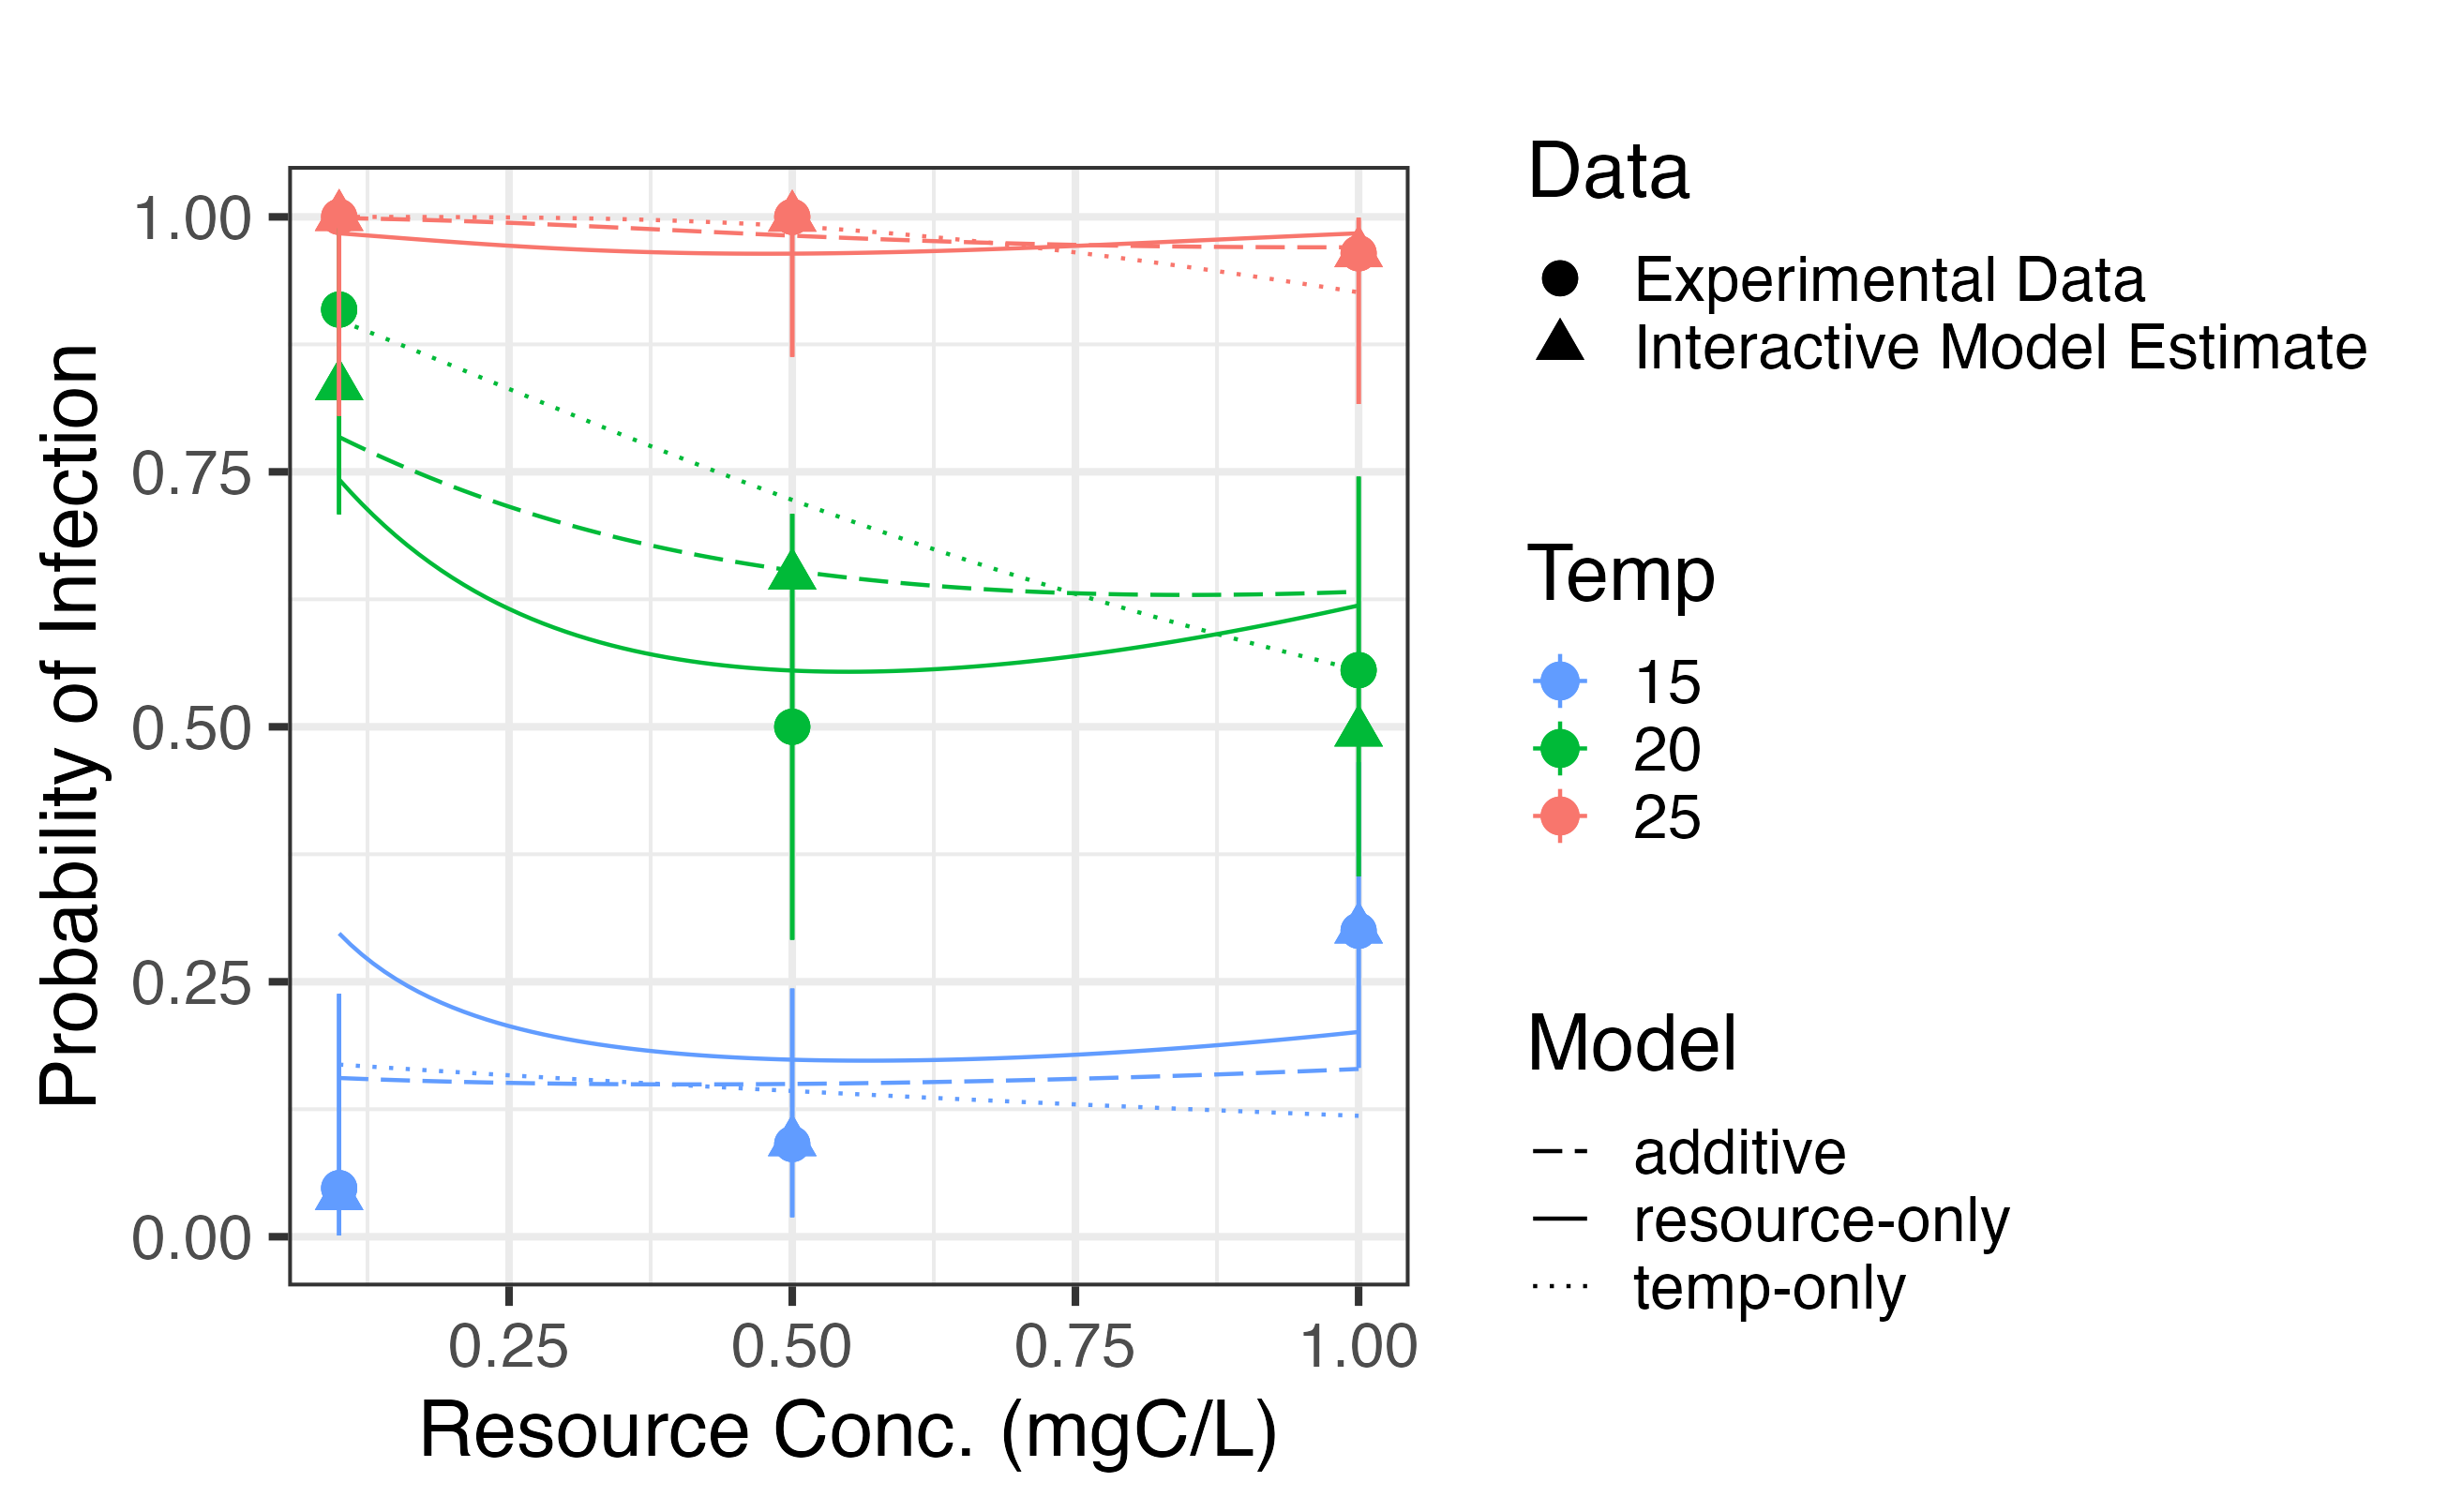 Probability of Infection
1.00
0.75
0.50
0.25
0.00
0.25 0.50 0.75 1.00
Resource Conc. (mgC/L)
Data
Experimental Data
Interactive Model Estimate
Temp
15
20
25
Model
additive
resource-only
temp-only